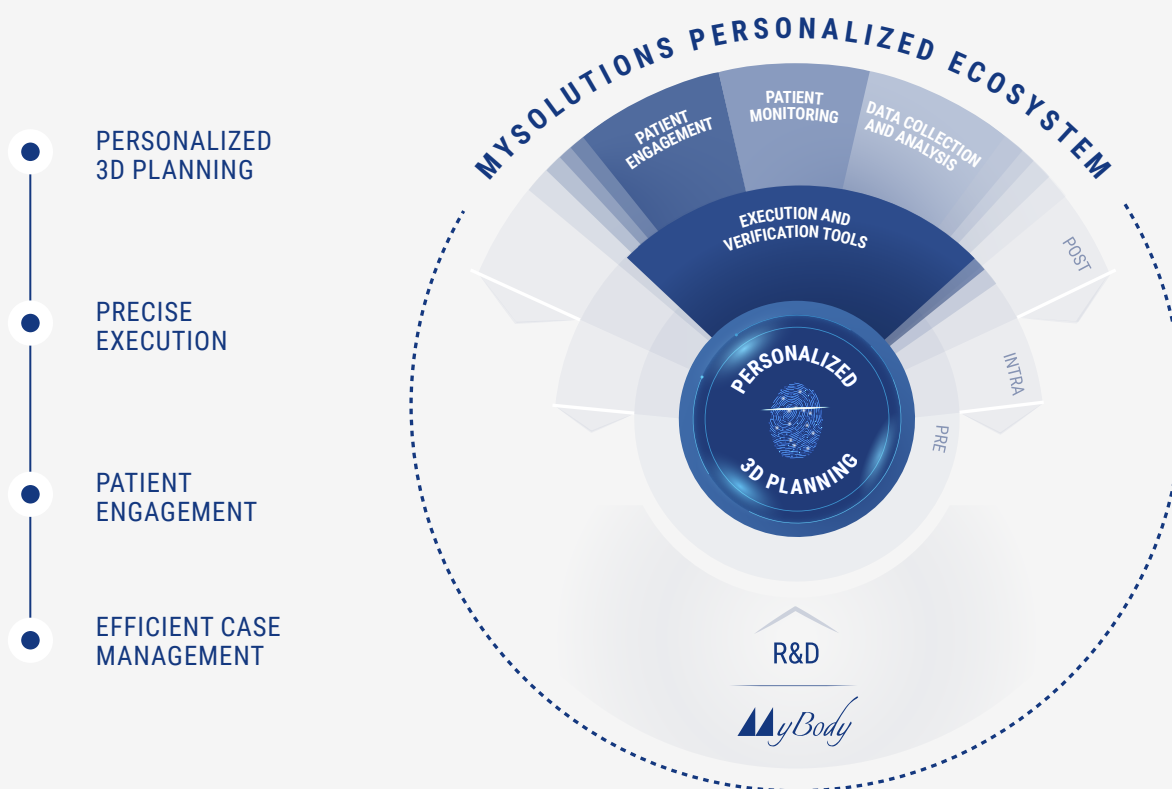 PERSONALIZED
3D PLANNING
PRECISE
EXECUTION
PATIENT
ENGAGEMENT
EFFICIENT CASE
MANAGEMENT
MYSOLUTIONS PERSONALIZED ECOSYSTEM
PATIENT
ENGAGEMENT
PATIENT
MONITORING
DATA COLLECTION
AND ANALYSIS
EXECUTION AND
VERIFICATION TOOLS
POST
INTRA
PRE
PERSONALIZED
3D PLANNING
R&D
MyBody